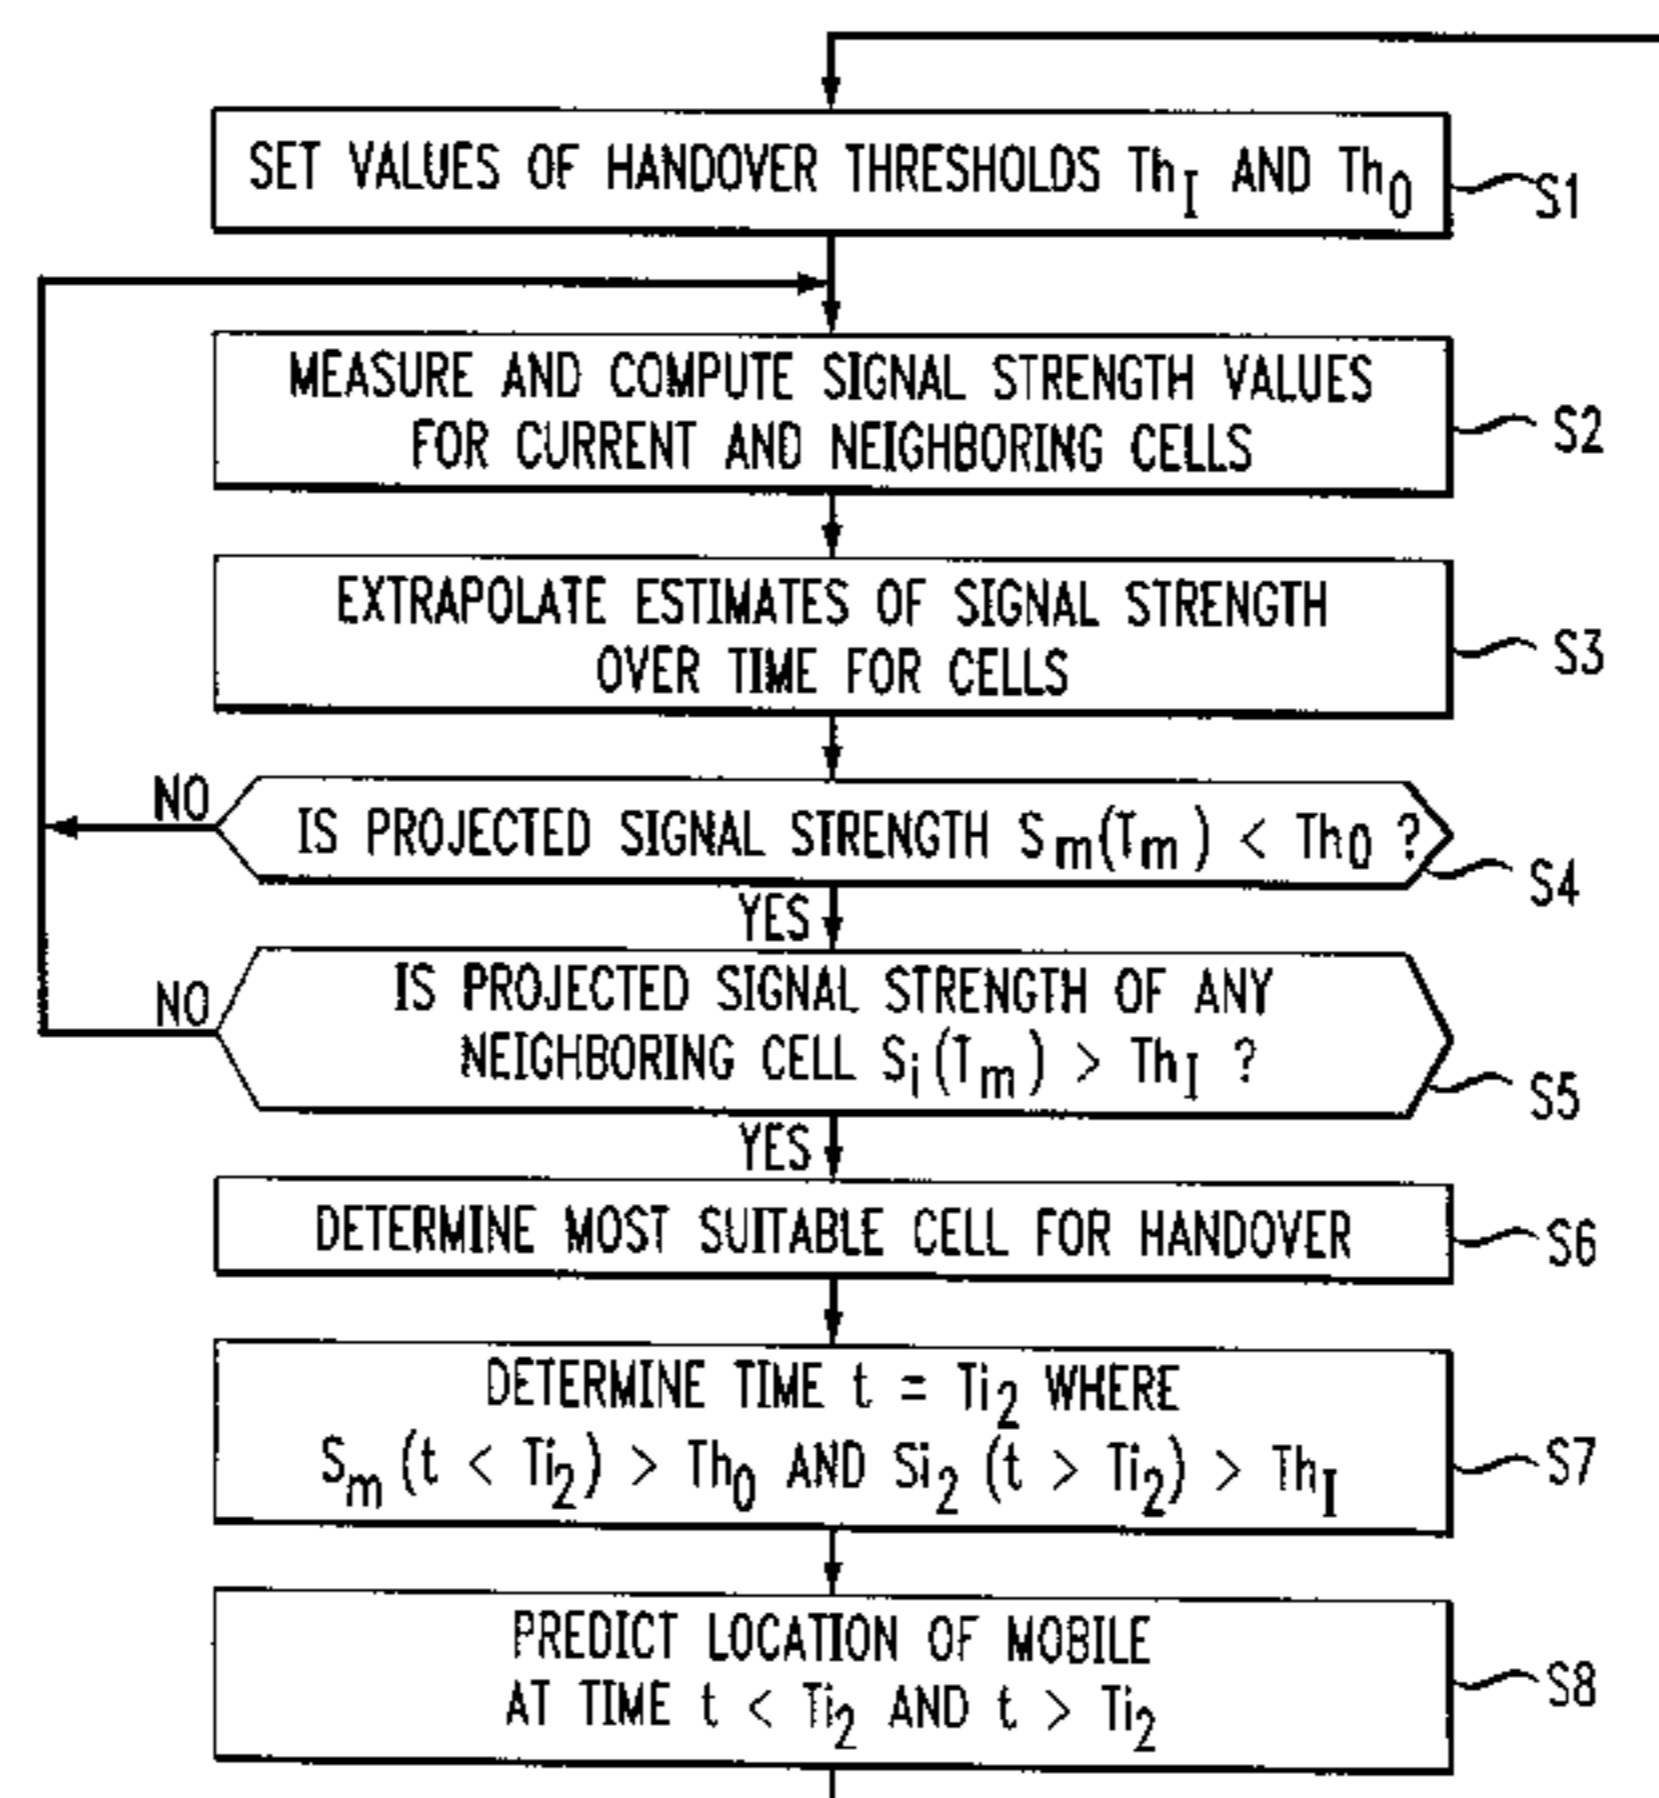 SET VALUES OF HANDOVER THRESHOLDS Th_I AND Th_0
S1
MEASURE AND COMPUTE SIGNAL STRENGTH VALUES
FOR CURRENT AND NEIGHBORING CELLS
S2
EXTRAPOLATE ESTIMATES OF SIGNAL STRENGTH
OVER TIME FOR CELLS
S3
NO
IS PROJECTED SIGNAL STRENGTH S_m(T_m) < Th_0 ?
S4
YES
NO
IS PROJECTED SIGNAL STRENGTH OF ANY
NEIGHBORING CELL S_i(T_m) > Th_I ?
S5
YES
DETERMINE MOST SUITABLE CELL FOR HANDOVER
S6
DETERMINE TIME t = Ti_2 WHERE
S_m (t < Ti_2) > Th_0 AND Si_2 (t > Ti_2) > Th_I
S7
PREDICT LOCATION OF MOBILE
AT TIME t < Ti_2 AND t > Ti_2
S8